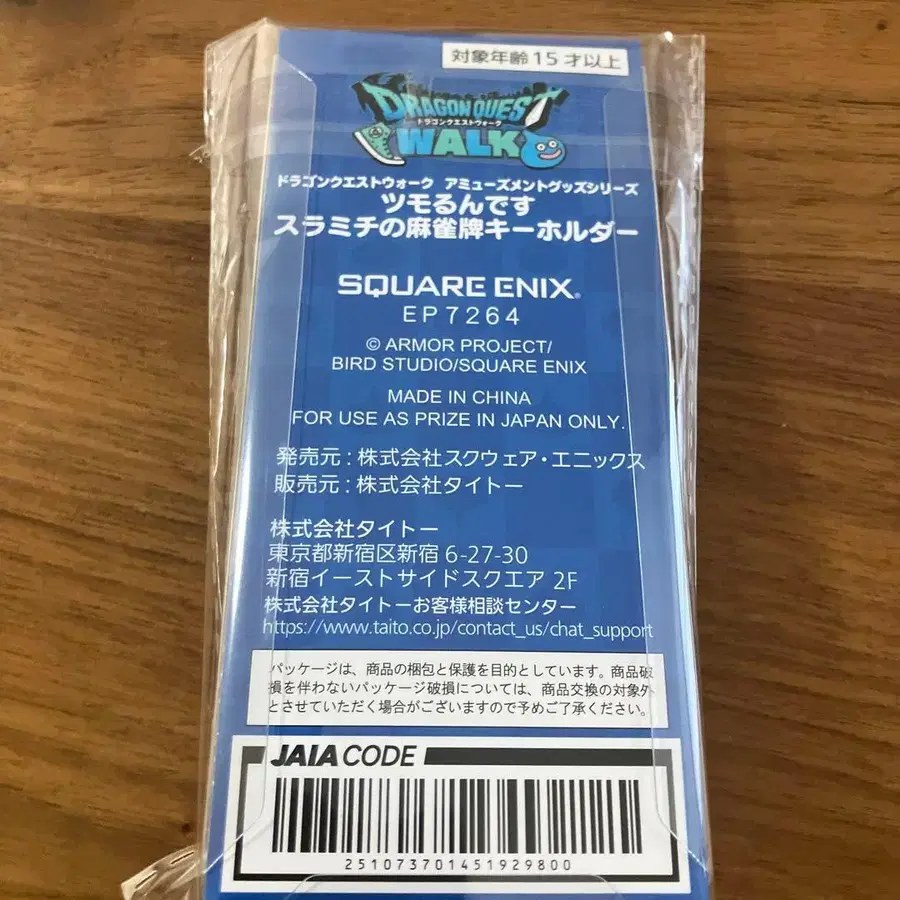 対象年齢15才以上
DRAGON QUEST
ドラゴンクエストウォーク
WALK
ドラゴンクエストウォーク アミューズメントグッズシリーズ
ツモるんです
スラミチの麻雀牌キーホルダー
SQUARE ENIX®
EP7264
© ARMOR PROJECT/
BIRD STUDIO/SQUARE ENIX
MADE IN CHINA
FOR USE AS PRIZE IN JAPAN ONLY.
発売元:株式会社スクウェア・エニックス
販売元:株式会社タイトー
株式会社タイトー
東京都新宿区新宿6-27-30
新宿イーストサイドスクエア 2F
株式会社タイトーお客様相談センター
https://www.taito.co.jp/contact_us/chat_support
パッケージは、商品の梱包と保護を目的としています。商品破
損を伴わないパッケージ破損については、商品交換の対象外
とさせていただく場合がございますので予めご了承ください。
JAIA CODE
251073701451929800